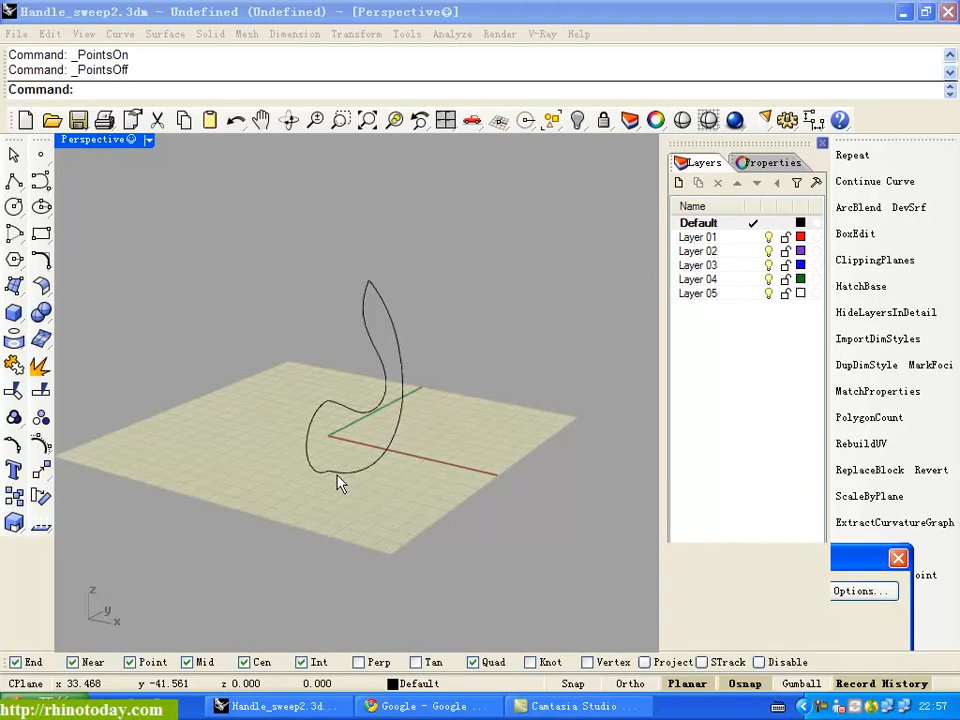 Handle_sweep2.3dm - Undefined (Undefined) - [Perspective]
File Edit View Curve Surface Solid Mesh Dimension Transform Tools Analyze Render V-Ray Help
Command: _PointsOn
Command: _PointsOff
Command:
Perspective
Layers Properties
Name
Default
Layer 01
Layer 02
Layer 03
Layer 04
Layer 05
Repeat
Continue Curve
ArcBlend DevSrf
BoxEdit
ClippingPlanes
HatchBase
HideLayersInDetail
ImportDimStyles
DupDimStyle MarkFoci
MatchProperties
PolygonCount
RebuildUV
ReplaceBlock Revert
ScaleByPlane
ExtractCurvatureGraph
oint
Options...
z
y
x
End Near Point Mid Cen Int Perp Tan Quad Knot Vertex Project STrack Disable
CPlane x 33.468 y -41.561 z 0.000 0.000 Default Snap Ortho Planar Osnap Gumball Record History
http://rhinotoday.com Handle_sweep2.3d... Google - Google ... Camtasia Studio ... 22:57